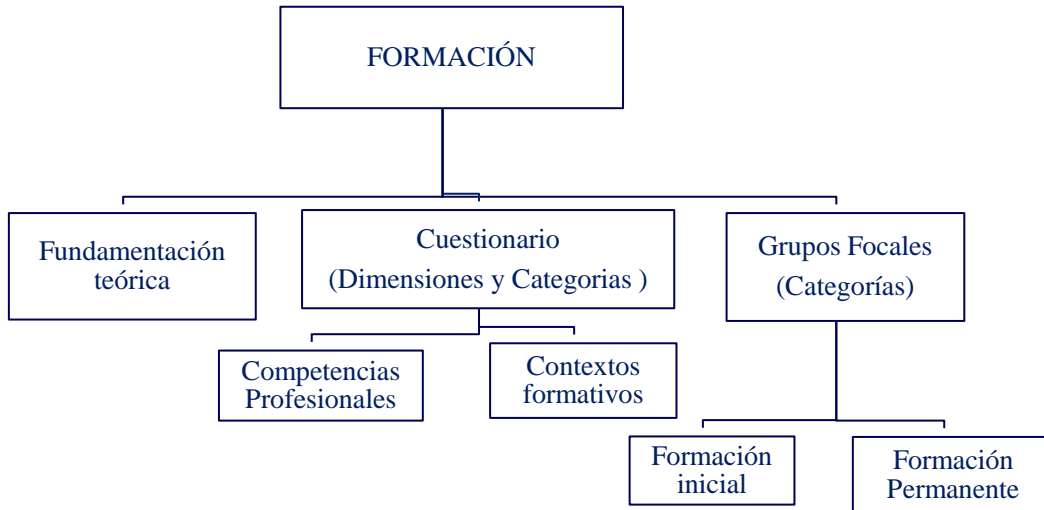 FORMACIÓN
Fundamentación
teórica
Cuestionario
(Dimensiones y Categorias )
Grupos Focales
(Categorías)
Competencias
Profesionales
Contextos
formativos
Formación
inicial
Formación
Permanente